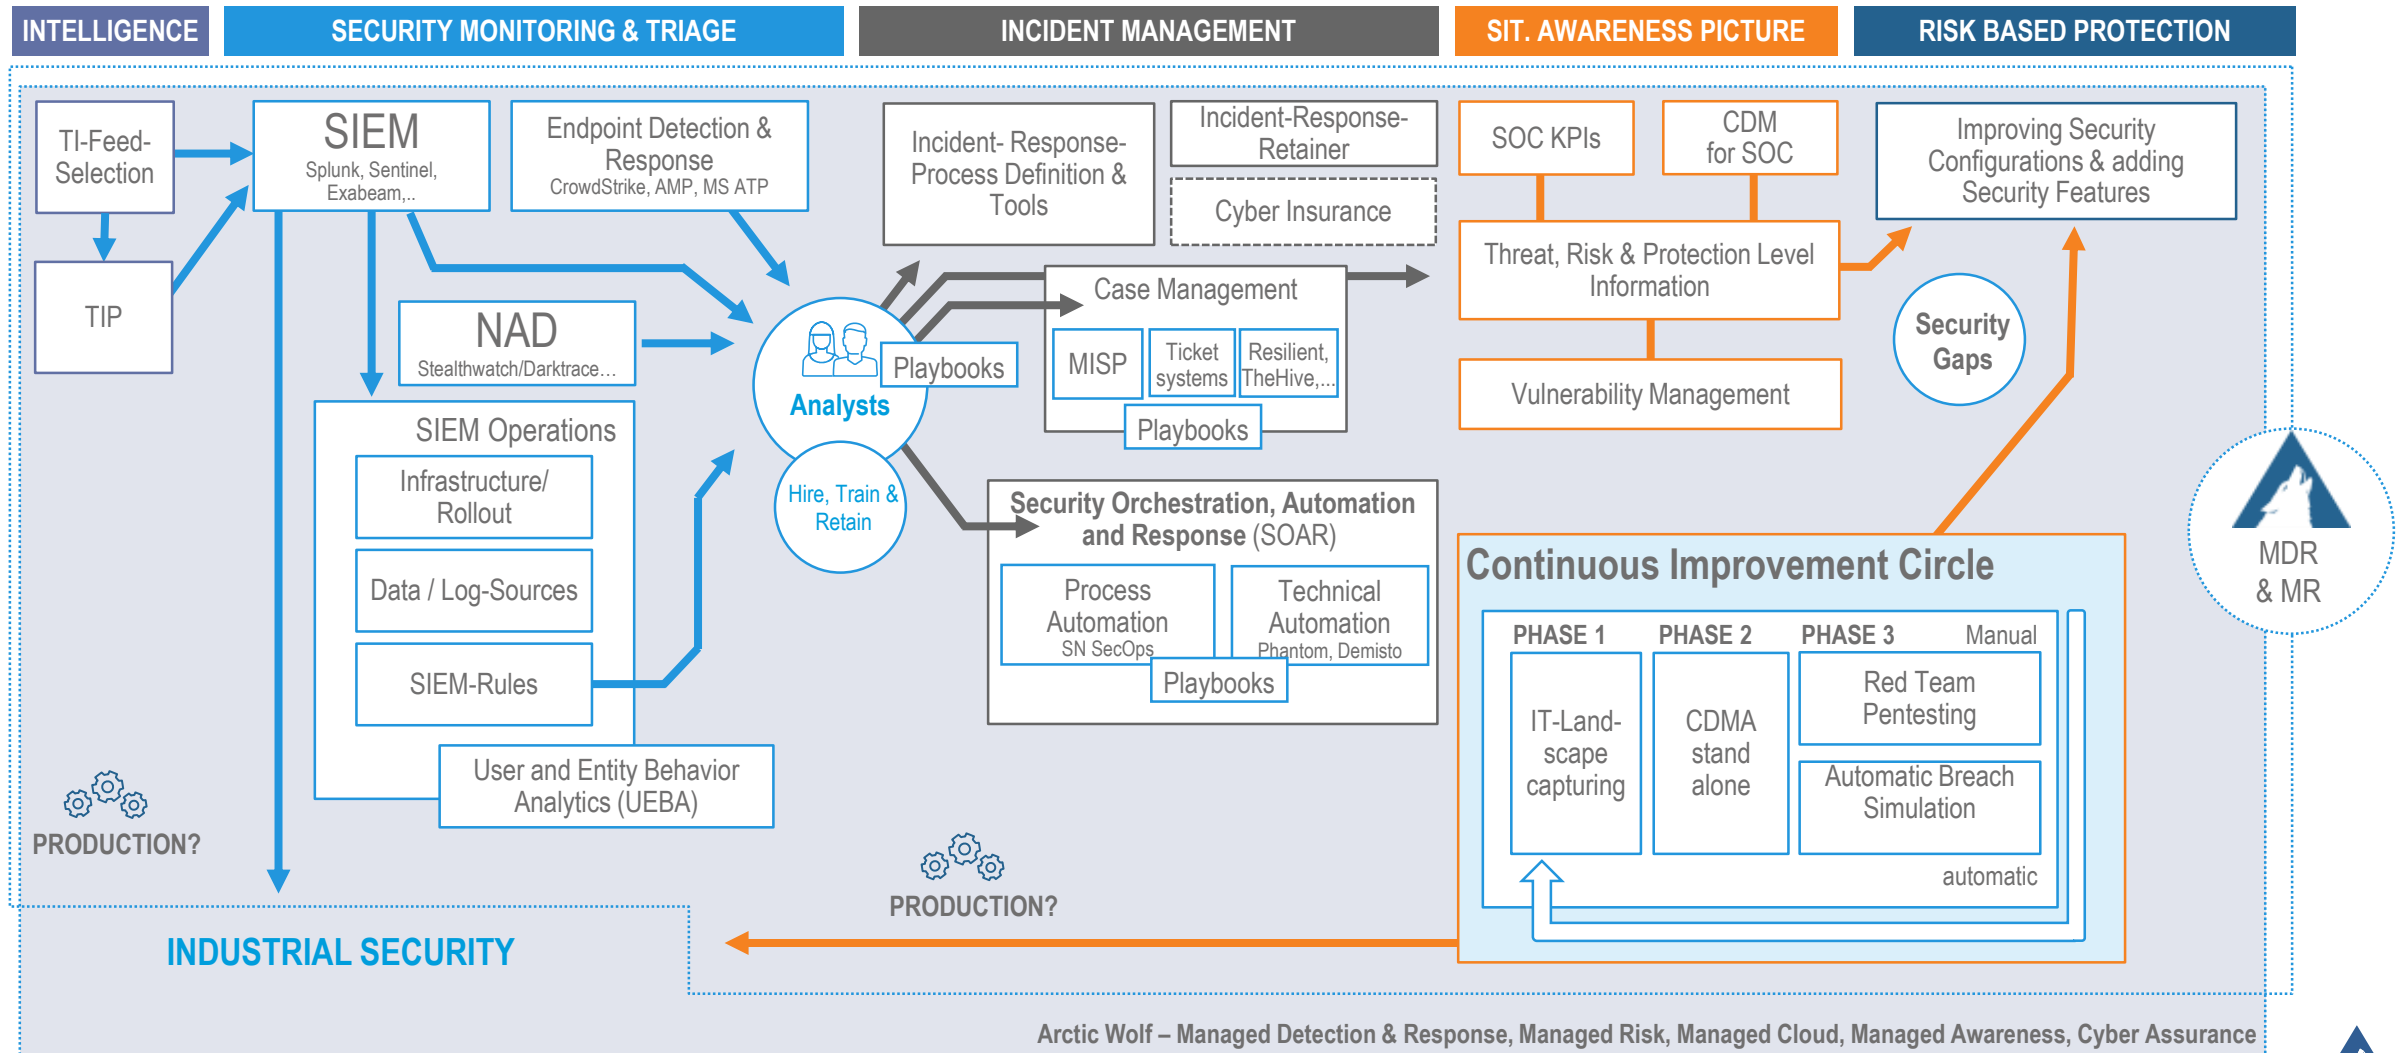 INTELLIGENCE
SECURITY MONITORING & TRIAGE
INCIDENT MANAGEMENT
SIT. AWARENESS PICTURE
RISK BASED PROTECTION
TI-Feed-
Selection
TIP
SIEM
Splunk, Sentinel,
Exabeam,..
Endpoint Detection &
Response
CrowdStrike, AMP, MS ATP
NAD
Stealthwatch/Darktrace...
SIEM Operations
Infrastructure/
Rollout
Data / Log-Sources
SIEM-Rules
User and Entity Behavior
Analytics (UEBA)
PRODUCTION?
INDUSTRIAL SECURITY
Analysts
Playbooks
Hire, Train &
Retain
Incident- Response-
Process Definition &
Tools
Incident-Response-
Retainer
Cyber Insurance
Case Management
MISP
Ticket
systems
Resilient,
TheHive,...
Playbooks
Security Orchestration, Automation
and Response (SOAR)
Process
Automation
SN SecOps
Technical
Automation
Phantom, Demisto
Playbooks
PRODUCTION?
SOC KPIs
CDM
for SOC
Threat, Risk & Protection Level
Information
Vulnerability Management
Improving Security
Configurations & adding
Security Features
Security
Gaps
MDR
& MR
Continuous Improvement Circle
PHASE 1
PHASE 2
PHASE 3
Manual
IT-Land-
scape
capturing
CDMA
stand
alone
Red Team
Pentesting
Automatic Breach
Simulation
automatic
Arctic Wolf – Managed Detection & Response, Managed Risk, Managed Cloud, Managed Awareness, Cyber Assurance